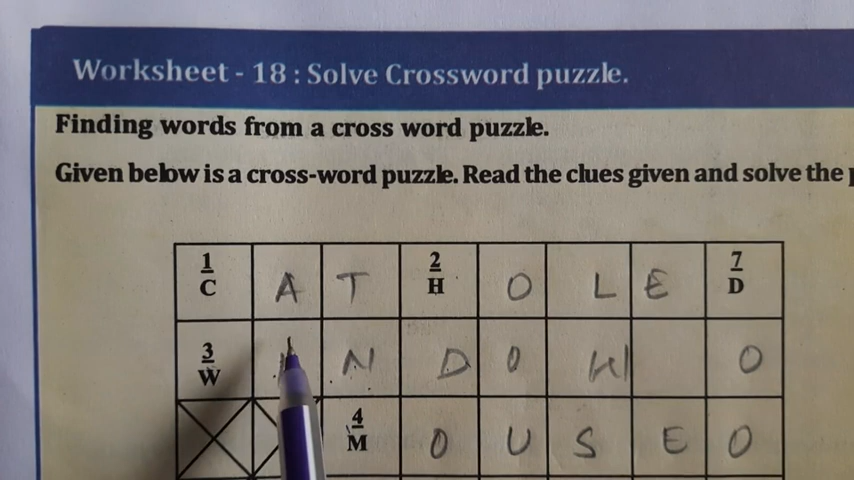 Worksheet - 18 : Solve Crossword puzzle.
Finding words from a cross word puzzle.
Given below is a cross-word puzzle. Read the clues given and solve the
1 2 7
C A T H O L E D
3
W N D O W O
4
M O U S E O